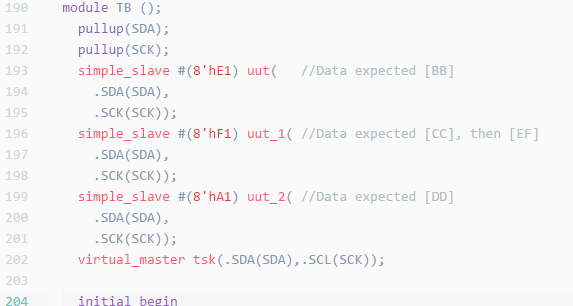 190 module TB ();
191 pullup(SDA);
192 pullup(SCK);
193 simple_slave #(8'hE1) uut( //Data expected [BB]
194 .SDA(SDA),
195 .SCK(SCK));
196 simple_slave #(8'hF1) uut_1( //Data expected [CC], then [EF]
197 .SDA(SDA),
198 .SCK(SCK));
199 simple_slave #(8'hA1) uut_2( //Data expected [DD]
200 .SDA(SDA),
201 .SCK(SCK));
202 virtual_master tsk(.SDA(SDA),.SCL(SCK));
203
204 initial begin